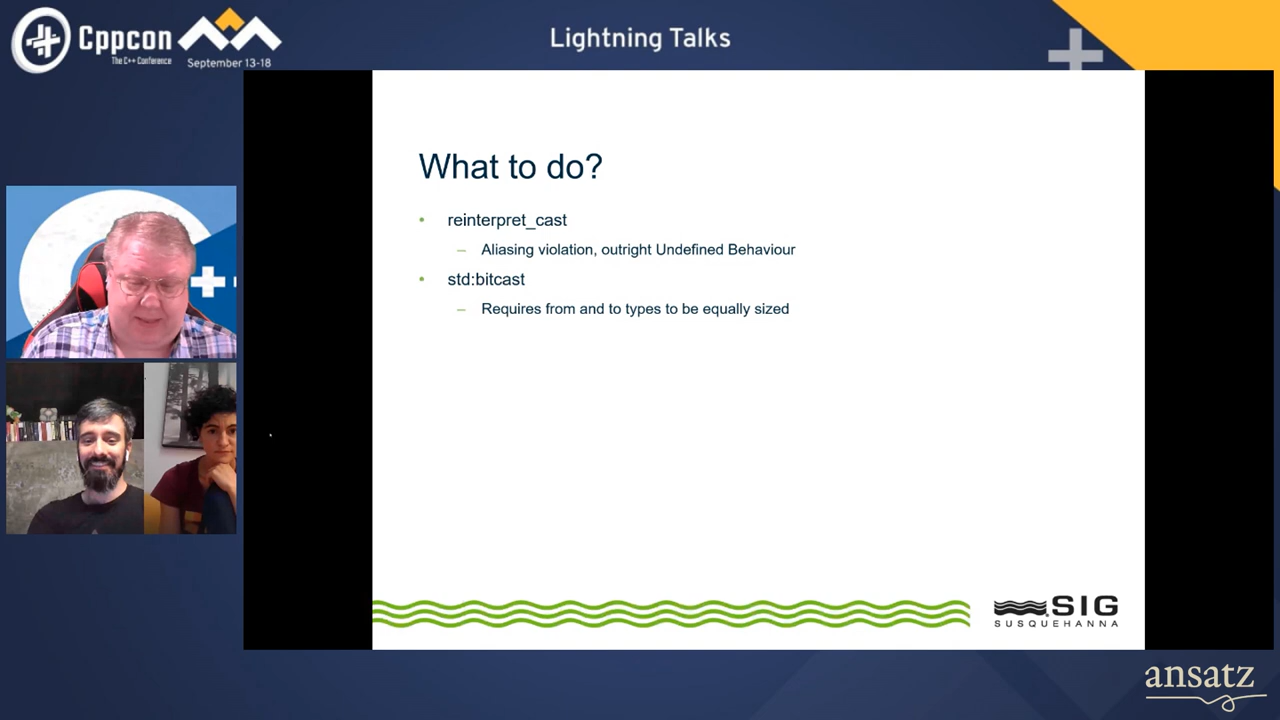 Cppcon
The C++ Conference
September 13-18
Lightning Talks
What to do?
• reinterpret_cast
– Aliasing violation, outright Undefined Behaviour
• std:bitcast
– Requires from and to types to be equally sized
SIG
SUSQUEHANNA
ansatz